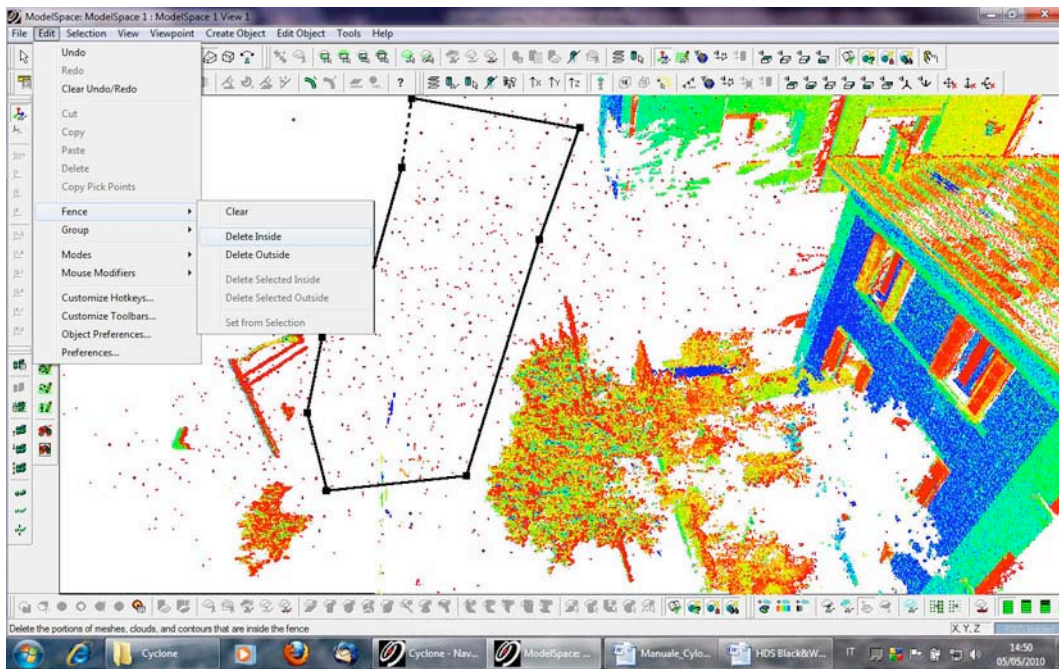 ModelSpace: ModelSpace 1 : ModelSpace 1 View 1
File Edit Selection View Viewpoint Create Object Edit Object Tools Help
Undo
Redo
Clear Undo/Redo
Cut
Copy
Paste
Delete
Copy Pick Points
Fence
Group
Modes
Mouse Modifiers
Customize Hotkeys...
Customize Toolbars...
Object Preferences...
Preferences...
Clear
Delete Inside
Delete Outside
Delete Selected Inside
Delete Selected Outside
Set from Selection
Delete the portions of meshes, clouds, and contours that are inside the fence
X, Y, Z
Cyclone
Cyclone - Nav...
ModelSpace: ...
Manuale_Cylo...
HDS Black&W...
IT
14:50
05/05/2010